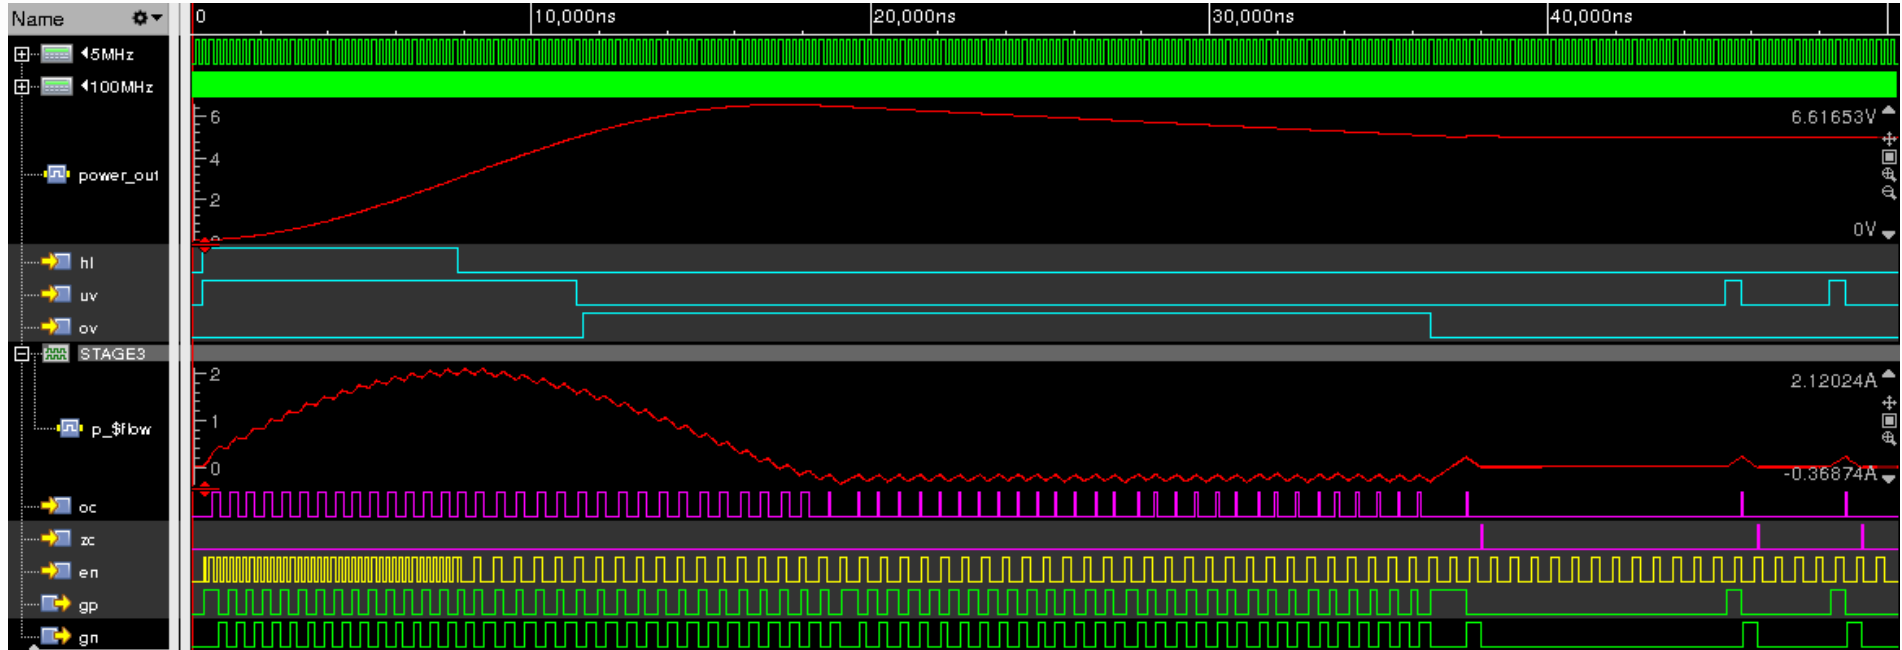 Name 0 10,000ns 20,000ns 30,000ns 40,000ns
5MHz
100MHz
6 6.61653V
4
power_out
2
0 0V
hl
uv
ov
STAGE3
2 2.12024A
1
p_$flow
0 -0.36874A
oc
zc
en
gp
gn